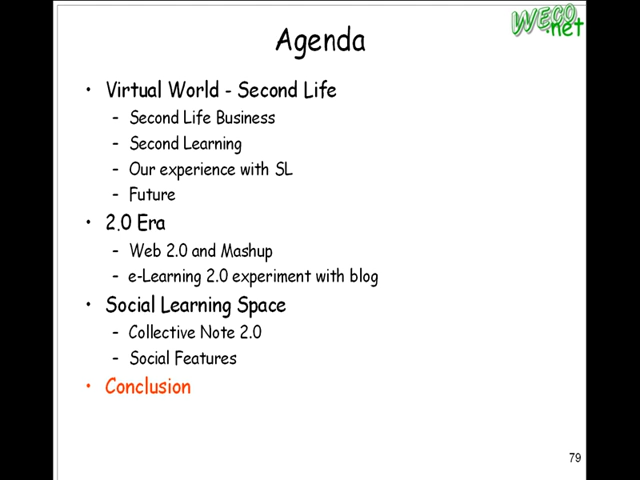 WECO
.net
Agenda
• Virtual World - Second Life
- Second Life Business
- Second Learning
- Our experience with SL
- Future
• 2.0 Era
- Web 2.0 and Mashup
- e-Learning 2.0 experiment with blog
• Social Learning Space
- Collective Note 2.0
- Social Features
• Conclusion
79